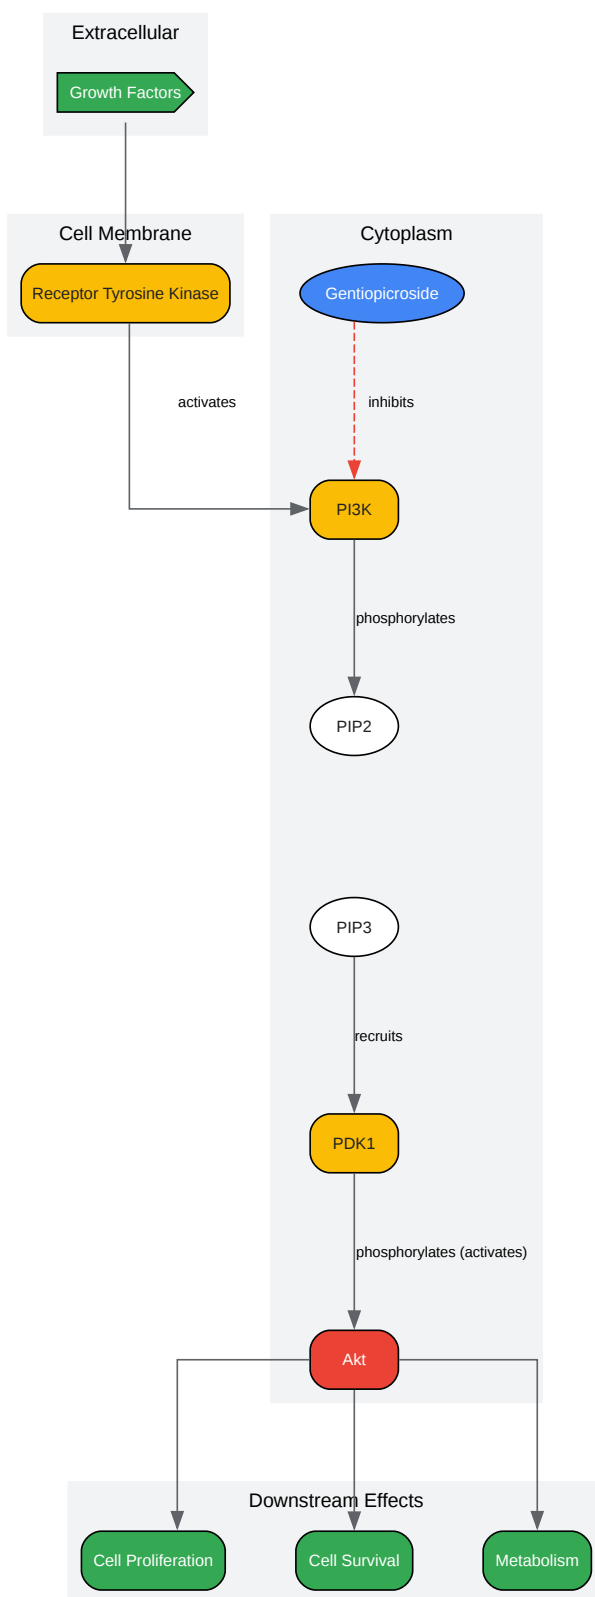 Extracellular
Growth Factors
Cell Membrane
Receptor Tyrosine Kinase
Cytoplasm
Gentiopicroside
activates
inhibits
PI3K
phosphorylates
PIP2
PIP3
recruits
PDK1
phosphorylates (activates)
Akt
Downstream Effects
Cell Proliferation
Cell Survival
Metabolism